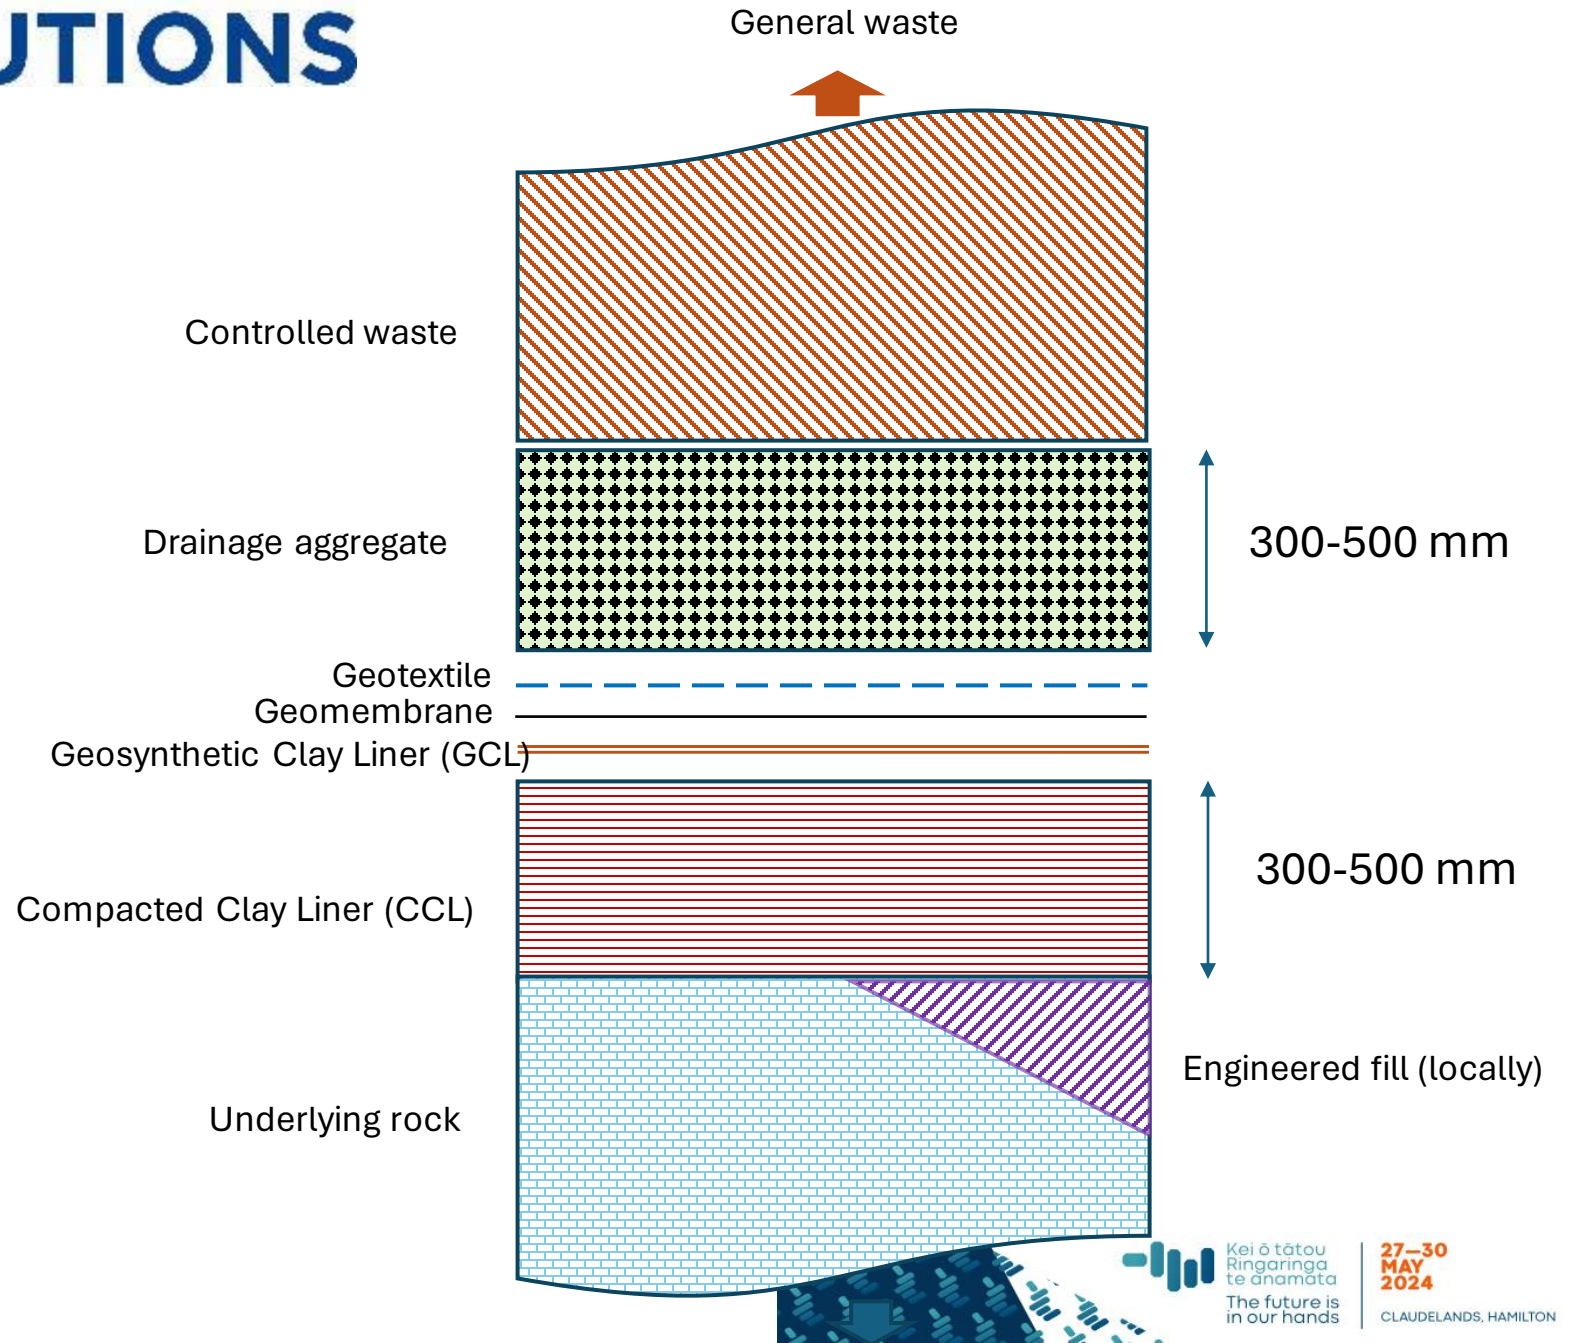 UTIONS
General waste
Controlled waste
Drainage aggregate
300-500 mm
Geotextile
Geomembrane
Geosynthetic Clay Liner (GCL)
300-500 mm
Compacted Clay Liner (CCL)
Engineered fill (locally)
Underlying rock
Kei ō tātou
Ringaringa
te anamata
The future is
in our hands
27—30
MAY
2024
CLAUDELANDS, HAMILTON